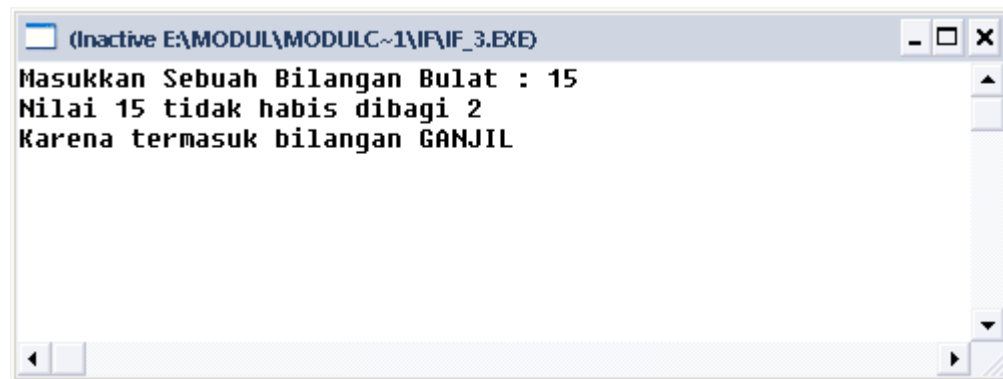 (Inactive E:\MODUL\MODULC~1\IF\IF_3.EXE)
Masukkan Sebuah Bilangan Bulat : 15
Nilai 15 tidak habis dibagi 2
Karena termasuk bilangan GANJIL